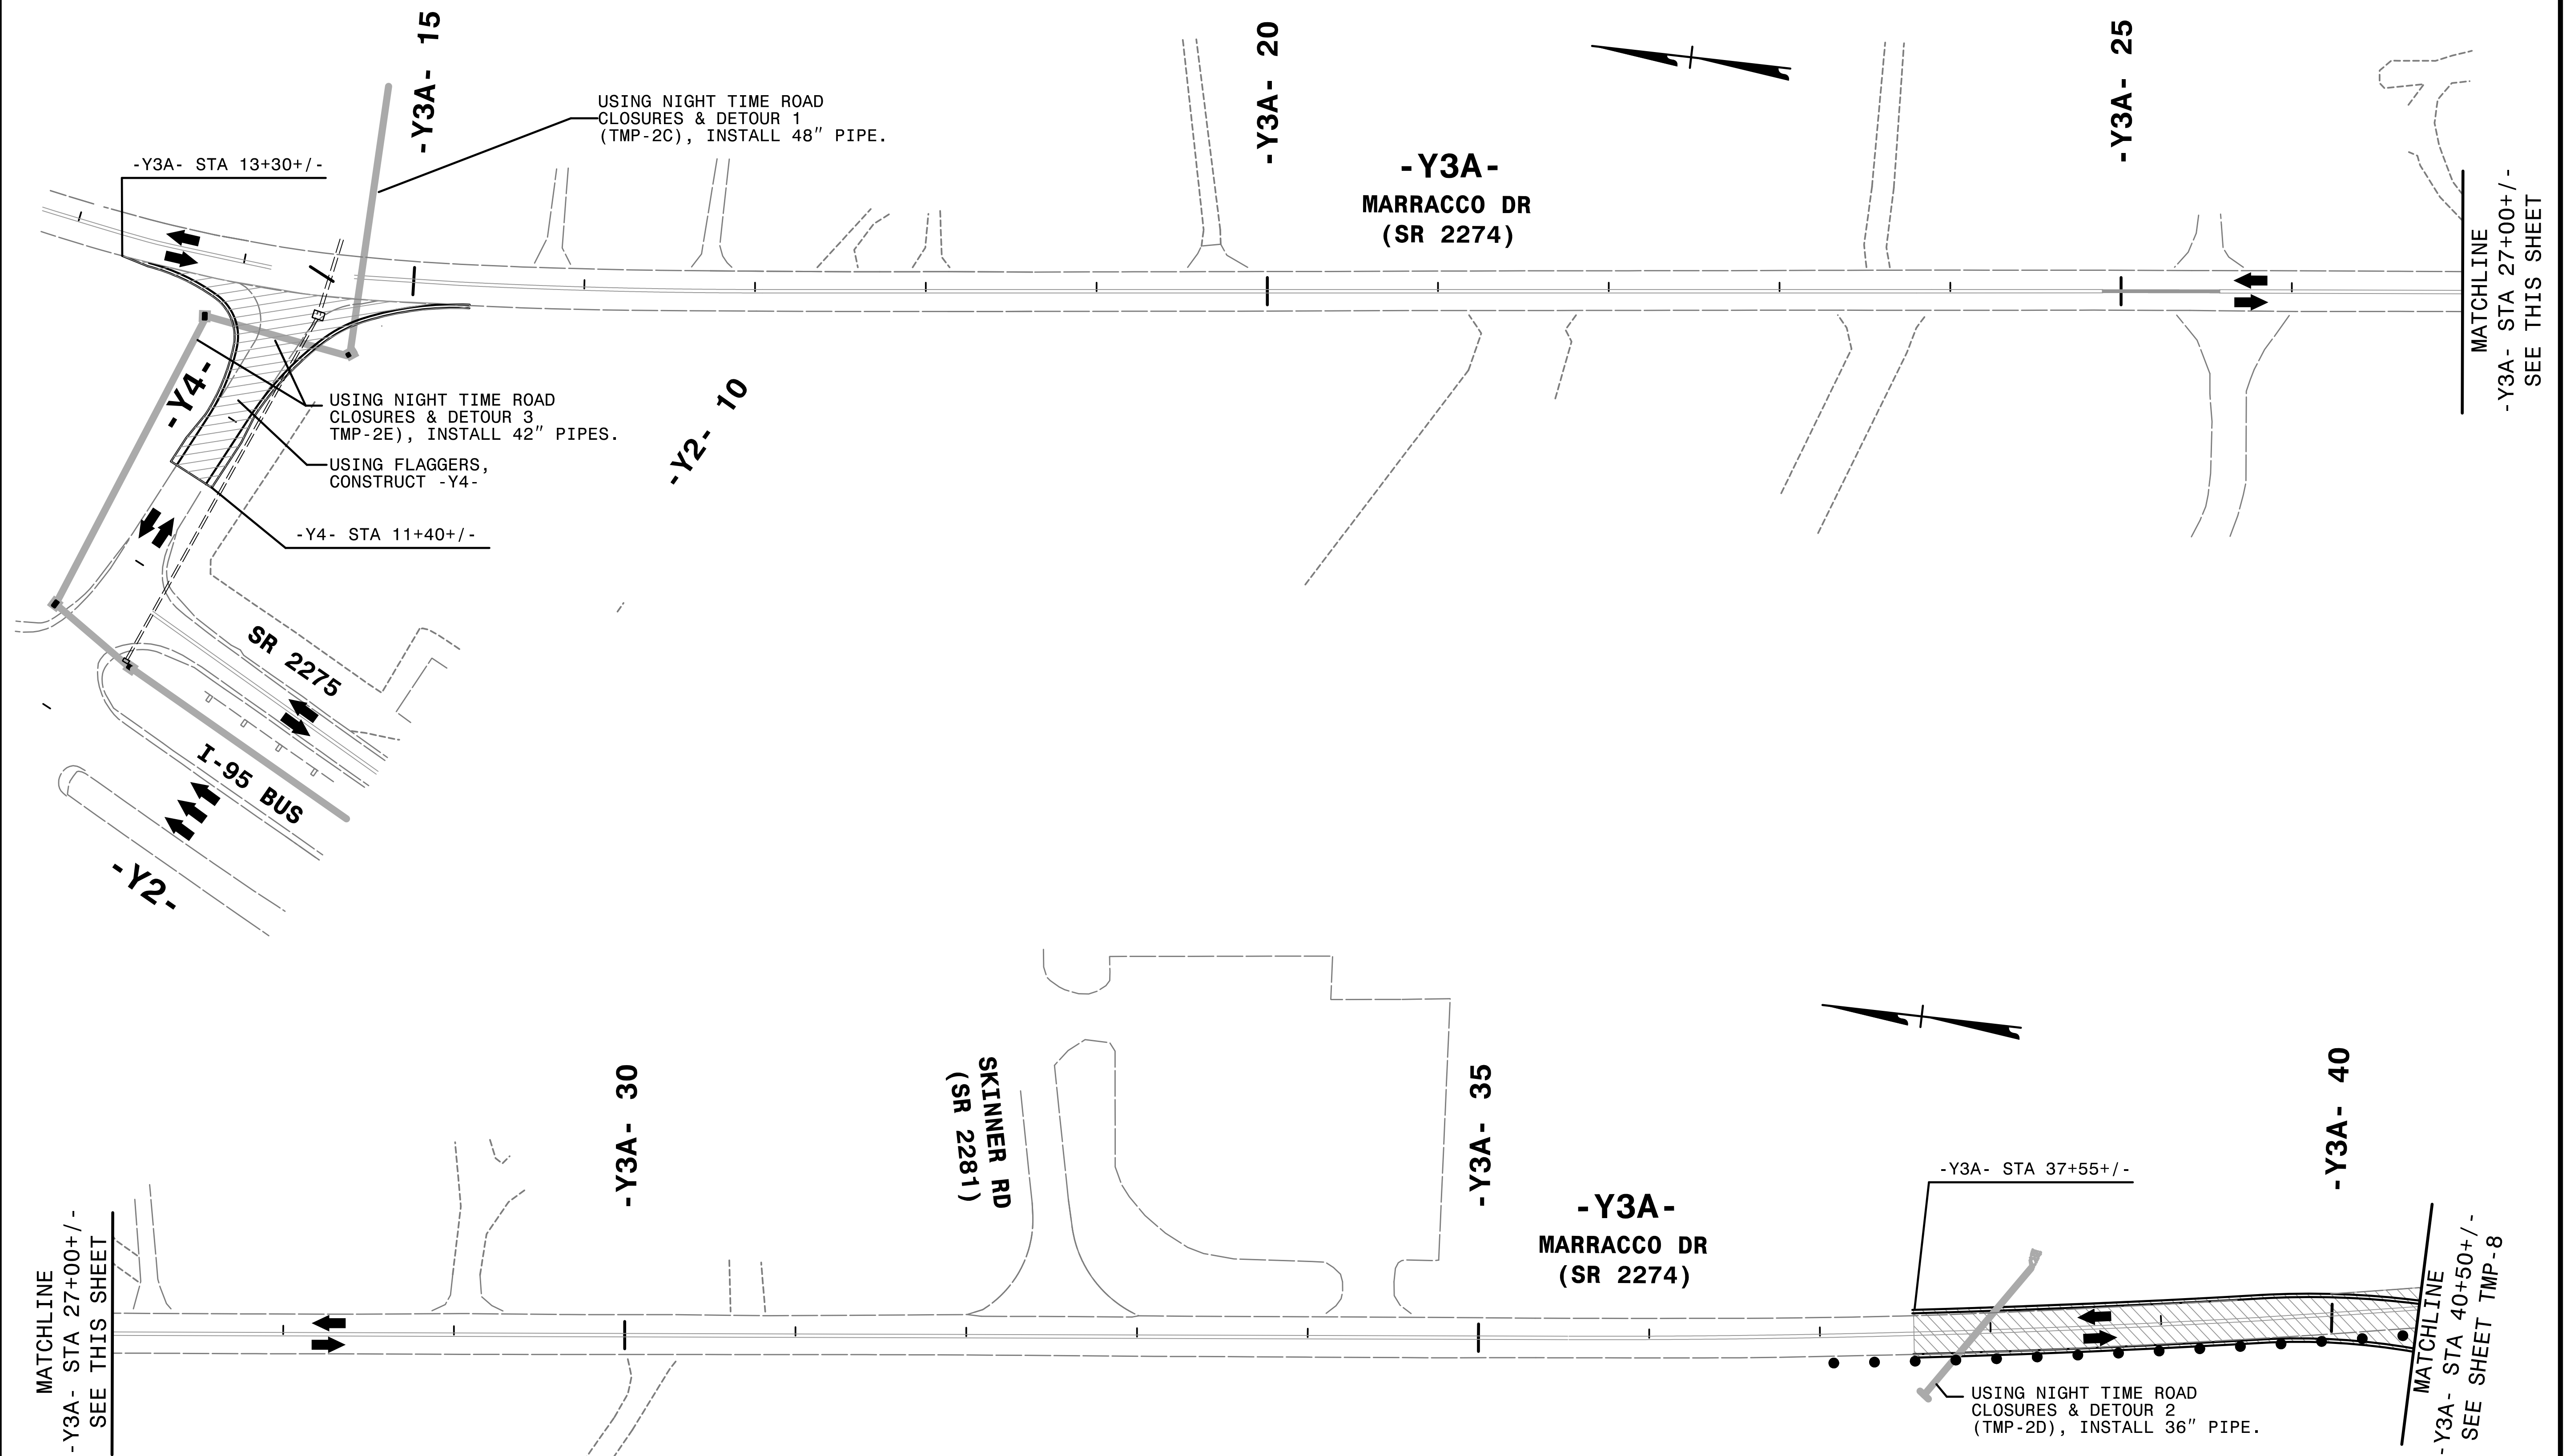 -Y3A- 15
-Y3A- 20
-Y3A- 25
USING NIGHT TIME ROAD
CLOSURES & DETOUR 1
(TMP-2C), INSTALL 48" PIPE.
-Y3A- STA 13+30+/-
-Y3A-
MARRACCO DR
(SR 2274)
MATCHLINE
-Y3A- STA 27+00+/-
SEE THIS SHEET
-Y4-
USING NIGHT TIME ROAD
CLOSURES & DETOUR 3
TMP-2E), INSTALL 42" PIPES.
USING FLAGGERS,
CONSTRUCT -Y4-
-Y2- 10
-Y4- STA 11+40+/-
SR 2275
I-95 BUS
-Y2-
MATCHLINE
-Y3A- STA 27+00+/-
SEE THIS SHEET
-Y3A- 30
SKINNER RD
(SR 2281)
-Y3A- 35
-Y3A-
MARRACCO DR
(SR 2274)
-Y3A- STA 37+55+/-
-Y3A- 40
USING NIGHT TIME ROAD
CLOSURES & DETOUR 2
(TMP-2D), INSTALL 36" PIPE.
MATCHLINE
-Y3A- STA 40+50+/-
SEE SHEET TMP-8